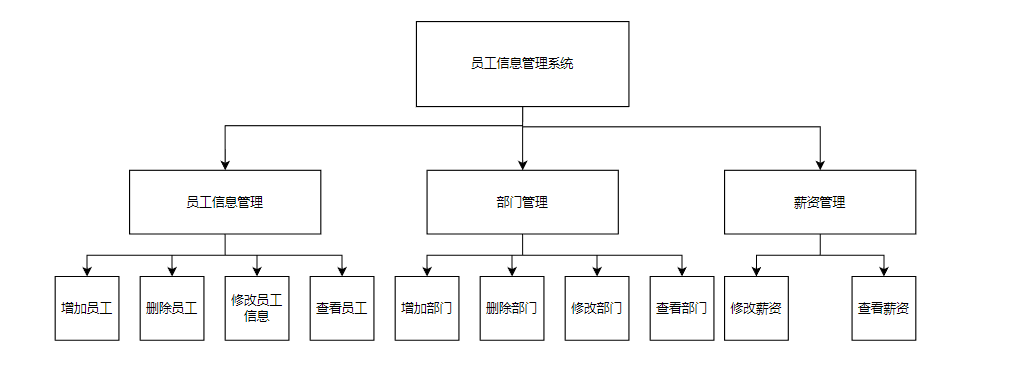 员工信息管理系统
员工信息管理
部门管理
薪资管理
增加员工
删除员工
修改员工
信息
查看员工
增加部门
删除部门
修改部门
查看部门
修改薪资
查看薪资